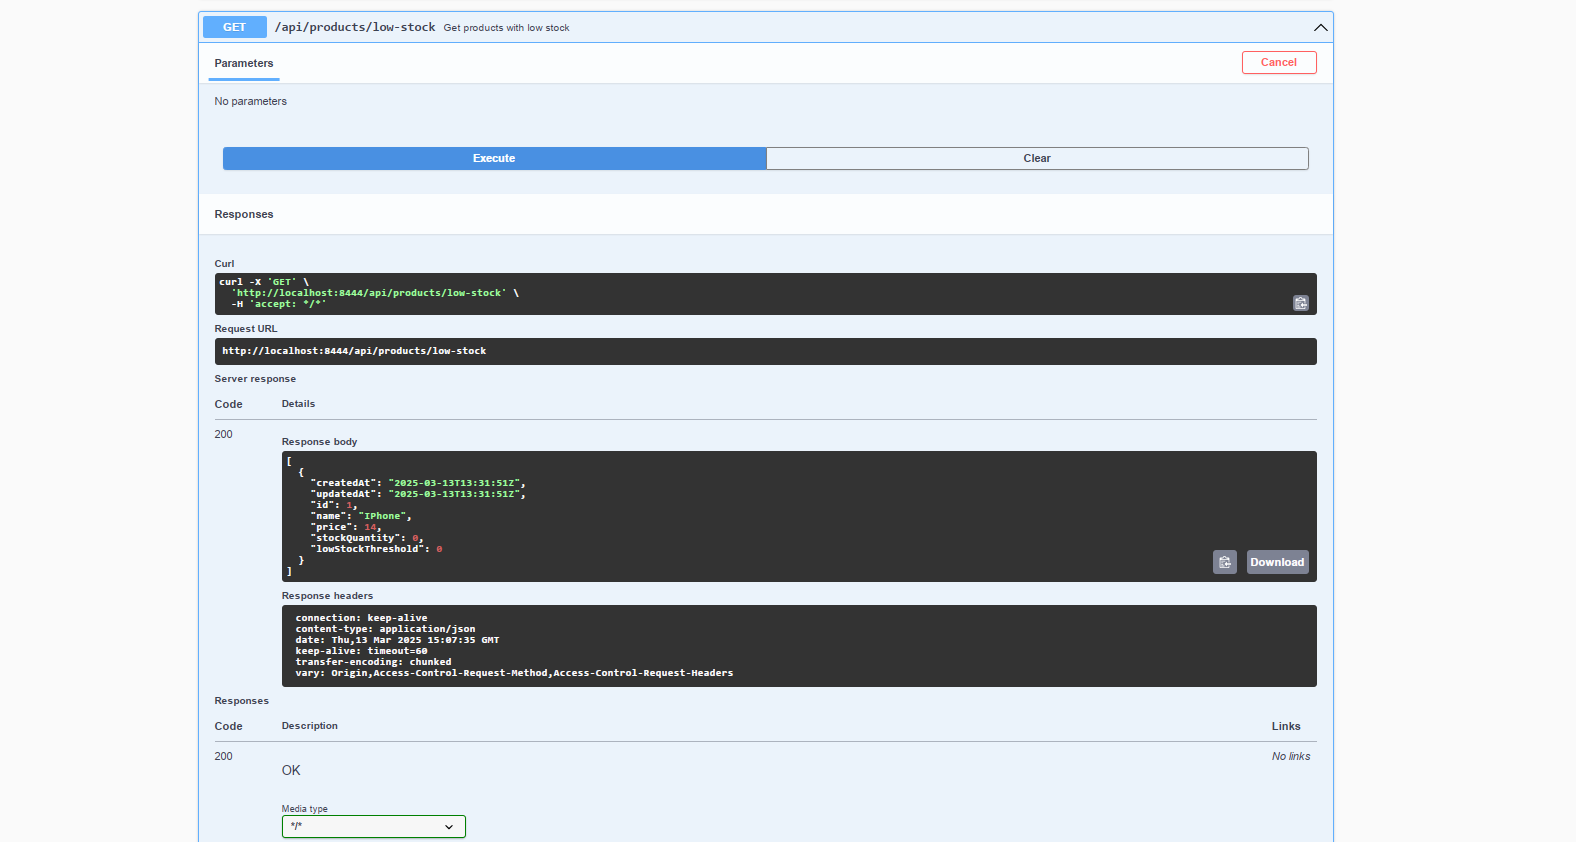 GET /api/products/low-stock Get products with low stock
Parameters Cancel
No parameters
Execute Clear
Responses
Curl
curl -X 'GET' \
'http://localhost:8444/api/products/low-stock' \
-H 'accept: */*'
Request URL
http://localhost:8444/api/products/low-stock
Server response
Code Details
200
Response body
[
{
"createdAt": "2025-03-13T13:31:51Z",
"updatedAt": "2025-03-13T13:31:51Z",
"id": 1,
"name": "IPhone",
"price": 14,
"stockQuantity": 0,
"lowStockThreshold": 0
}
]
Download
Response headers
connection: keep-alive
content-type: application/json
date: Thu,13 Mar 2025 15:07:35 GMT
keep-alive: timeout=60
transfer-encoding: chunked
vary: Origin,Access-Control-Request-Method,Access-Control-Request-Headers
Responses
Code Description Links
200 No links
OK
Media type
*/*